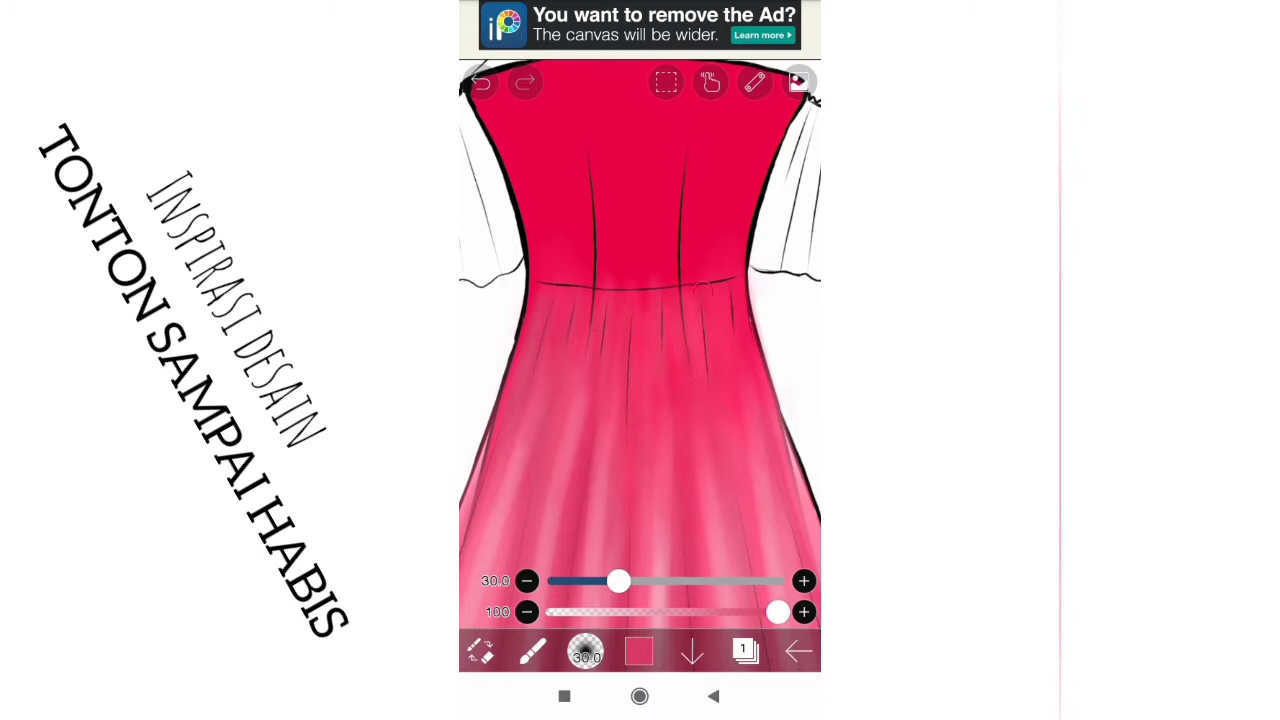 Inspirasi desain
TONTON SAMPAI HABIS
iP
You want to remove the Ad?
The canvas will be wider.
Learn more
30.0
100
30.0
1